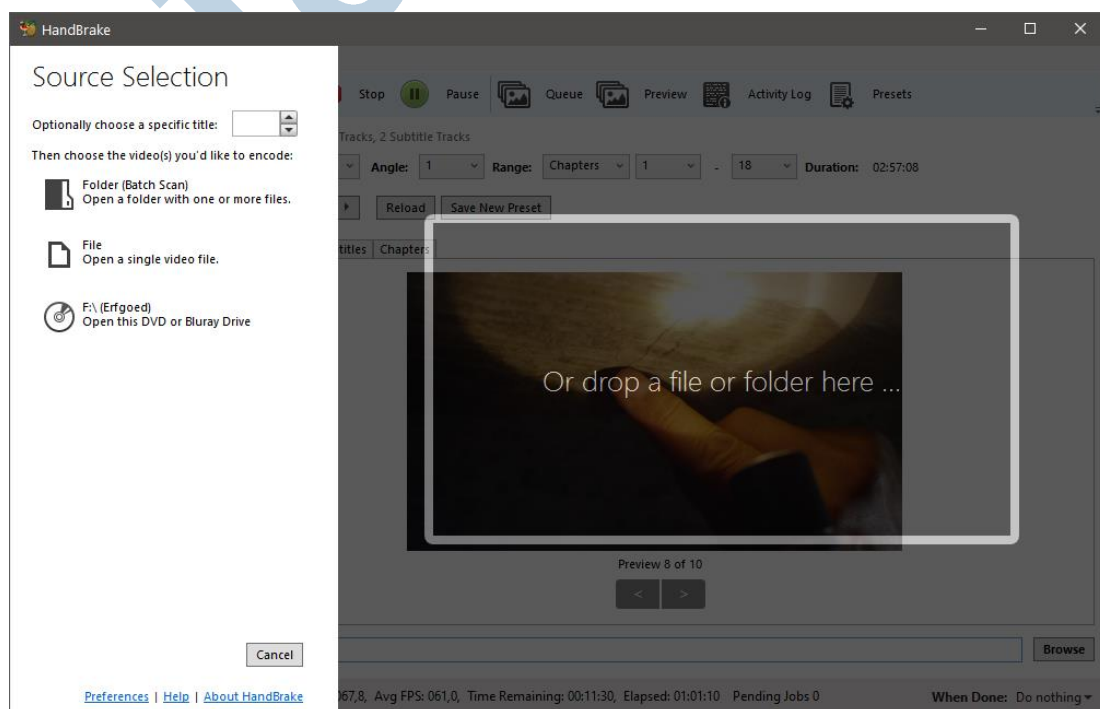 HandBrake
Source Selection
Optionally choose a specific title:
Then choose the video(s) you'd like to encode:
Folder (Batch Scan)
Open a folder with one or more files.
File
Open a single video file.
F:\ (Erfgoed)
Open this DVD or Bluray Drive
Cancel
Preferences | Help | About HandBrake
Stop Pause Queue Preview Activity Log Presets
Tracks, 2 Subtitle Tracks
Angle: 1 Range: Chapters 1 - 18 Duration: 02:57:08
Reload Save New Preset
titles Chapters
Or drop a file or folder here ...
Preview 8 of 10
< >
Browse
067,8, Avg FPS: 061,0, Time Remaining: 00:11:30, Elapsed: 01:01:10 Pending Jobs 0 When Done: Do nothing